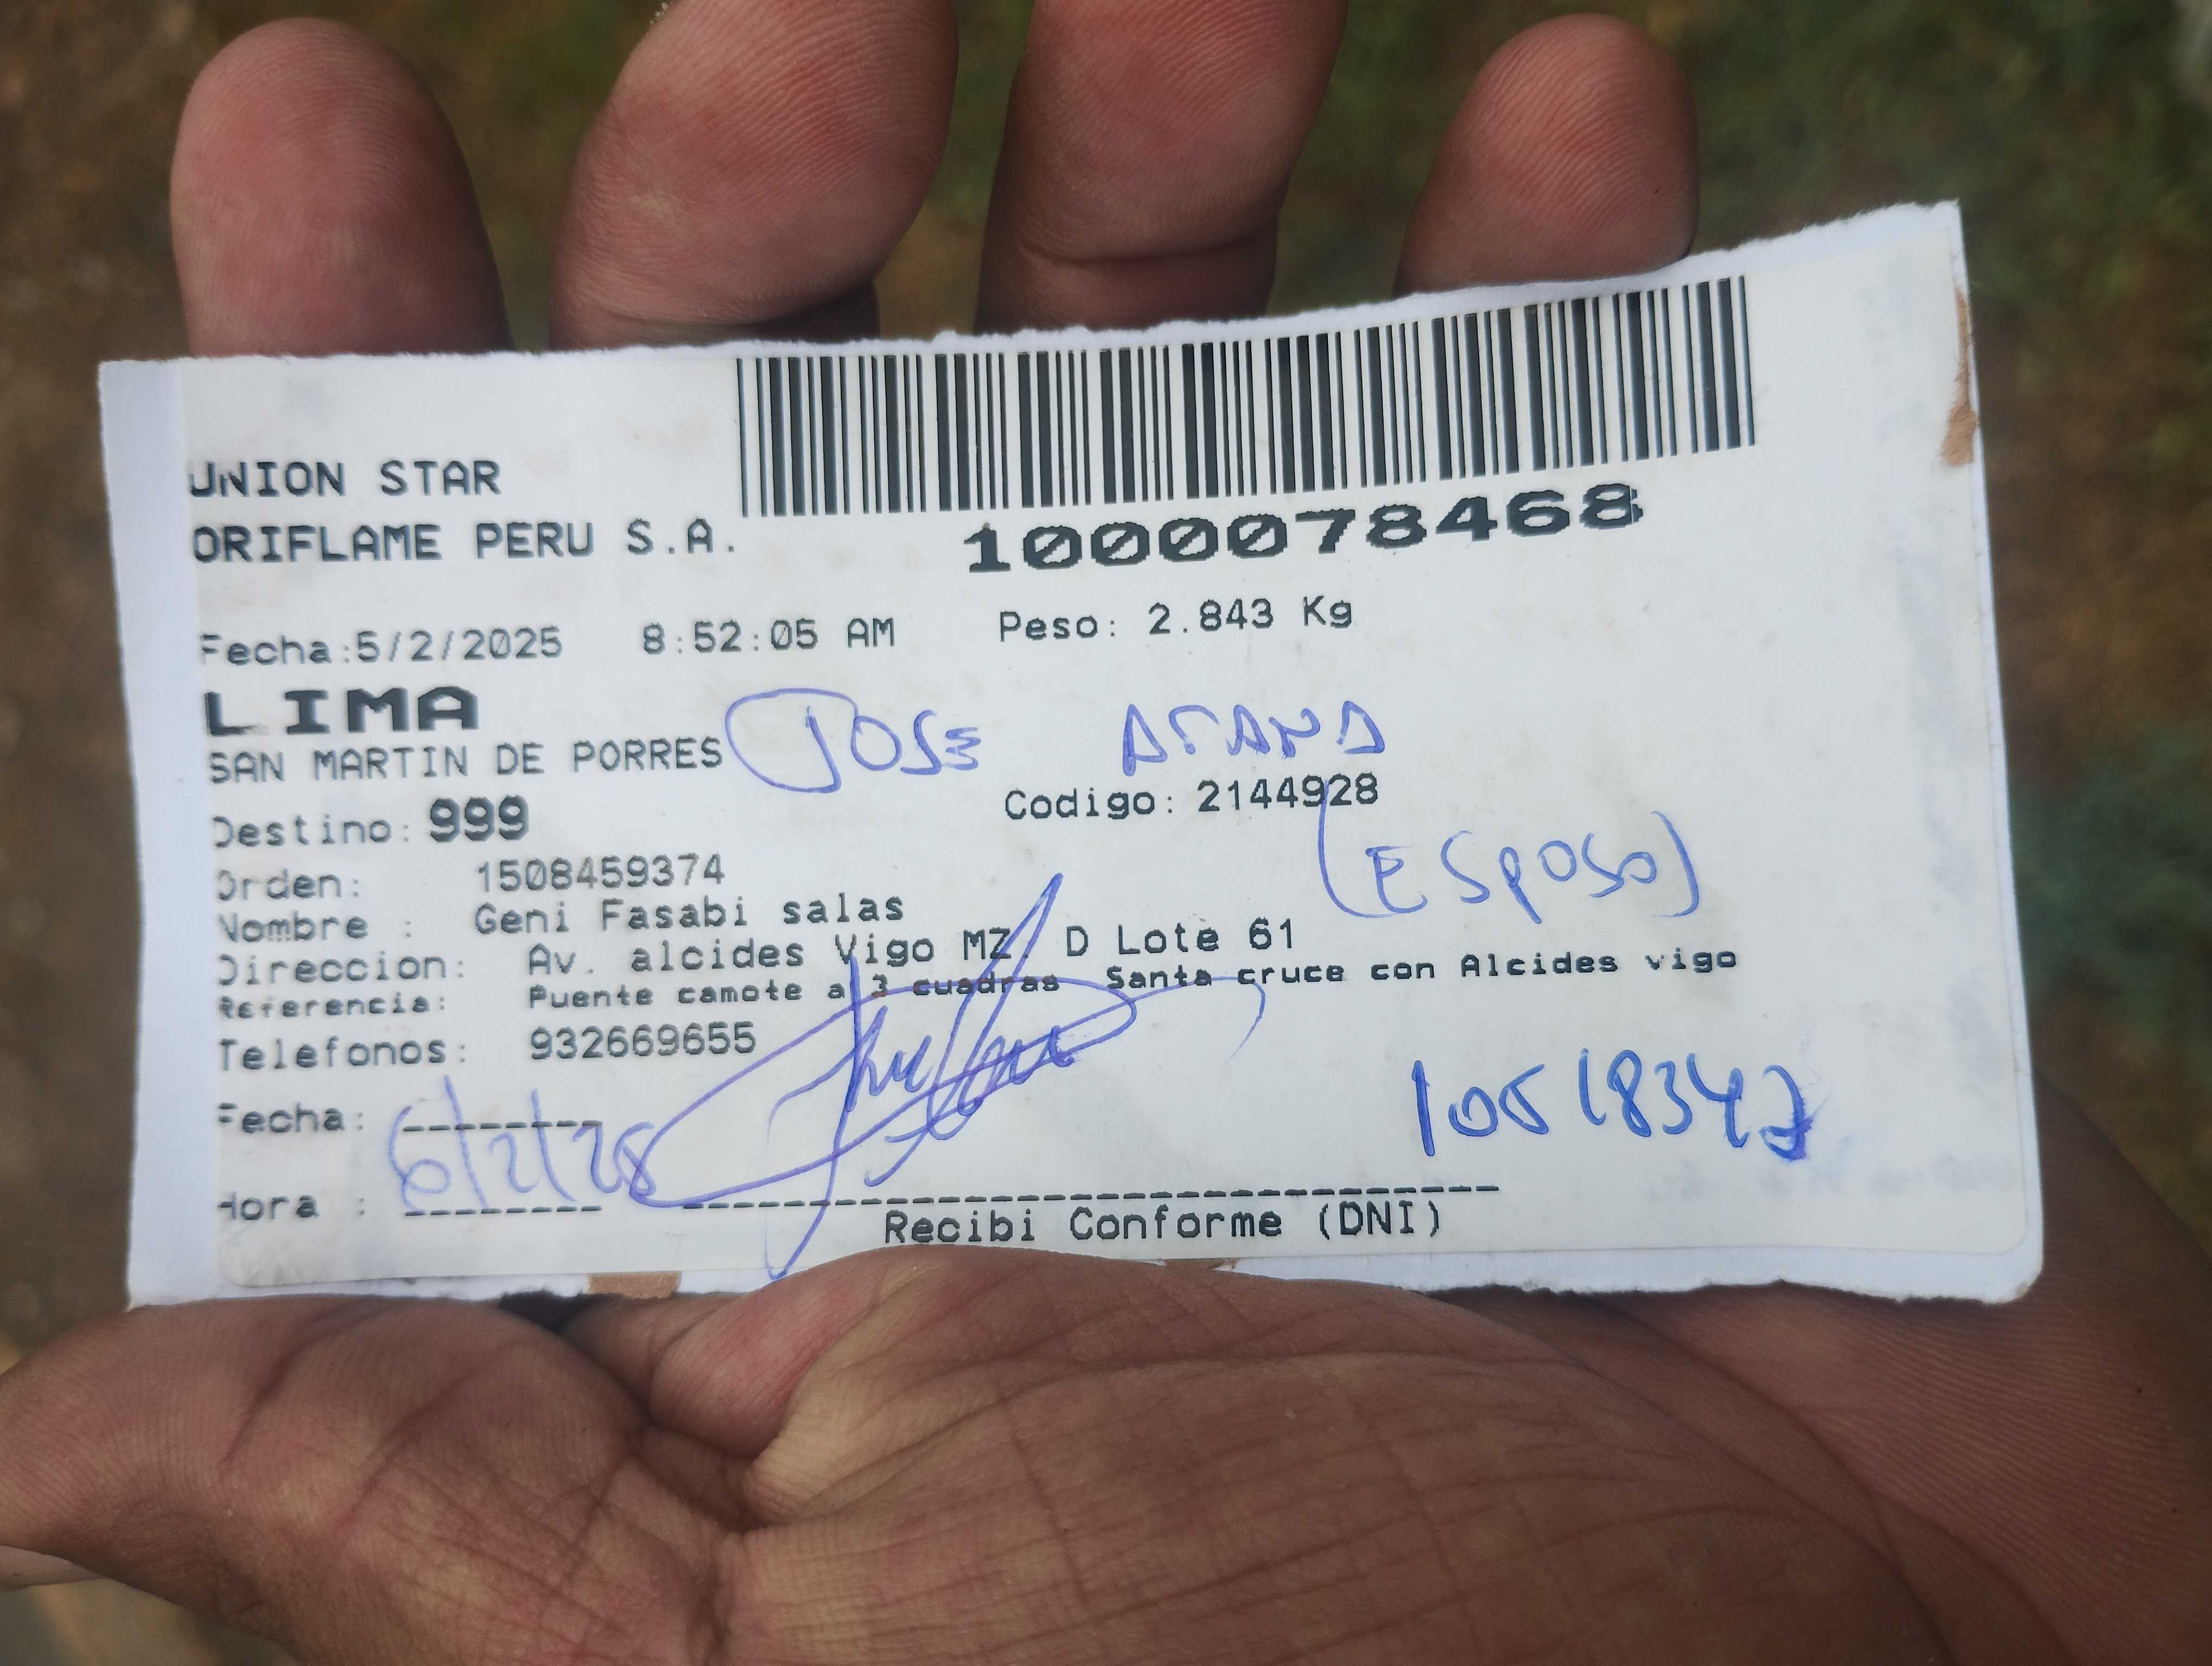 UNION STAR
ORIFLAME PERU S.A.
1000078468
Fecha:5/2/2025 8:52:05 AM Peso: 2.843 Kg
LIMA
SAN MARTIN DE PORRES JOSE
Destino: 999 Codigo: 2144928
(ESPOSO)
Orden: 1508459374
Nombre : Geni Fasabi salas
Direccion: Av. alcides Vigo MZ. D Lote 61
Referencia: Puente camote a 3 cuadras Santa cruce con Alcides vigo
Telefonos: 932669655
Fecha: 6/2/25
10518347
Hora :
Recibi Conforme (DNI)